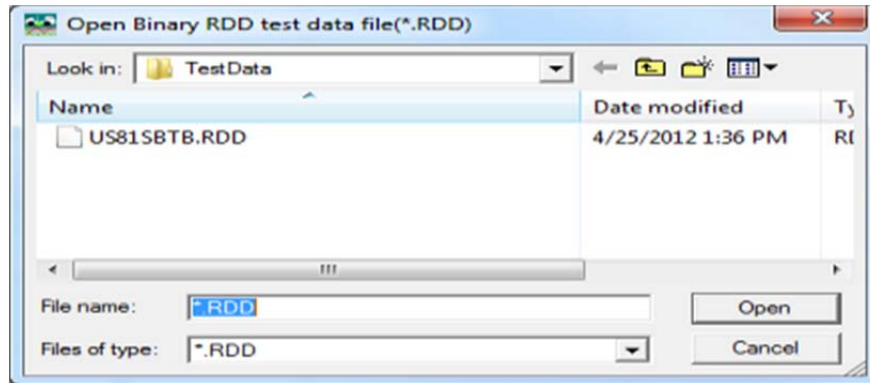 Open Binary RDD test data file(*.RDD)
Look in: TestData
Name Date modified Ty
US81SBTB.RDD 4/25/2012 1:36 PM
File name: *.RDD Open
Files of type: *.RDD Cancel